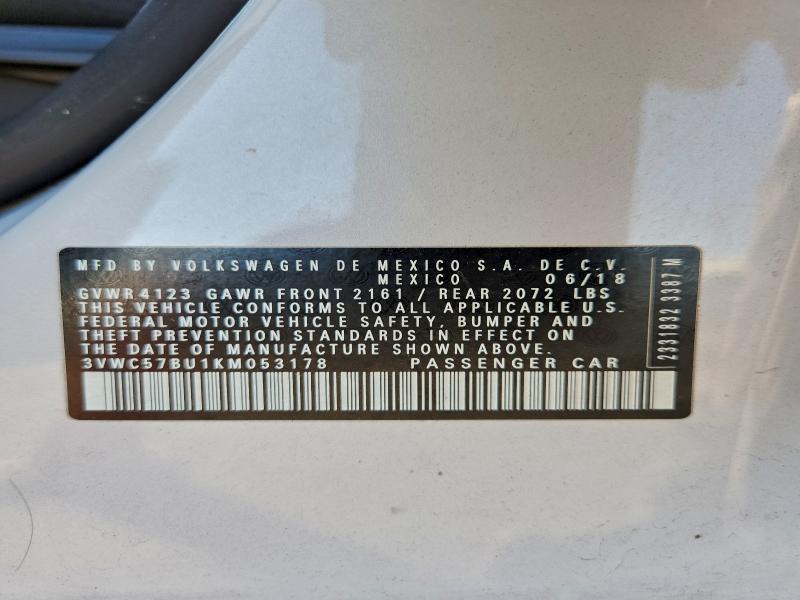 MFD BY VOLKSWAGEN DE MEXICO S.A. DE C.V.
MEXICO 06/18
GVWR 4123 GAWR FRONT 2161 / REAR 2072 LBS
THIS VEHICLE CONFORMS TO ALL APPLICABLE U.S.
FEDERAL MOTOR VEHICLE SAFETY, BUMPER AND
THEFT PREVENTION STANDARDS IN EFFECT ON
THE DATE OF MANUFACTURE SHOWN ABOVE.
3VWC57BU1KM053178 PASSENGER CAR
2331832 3387 M